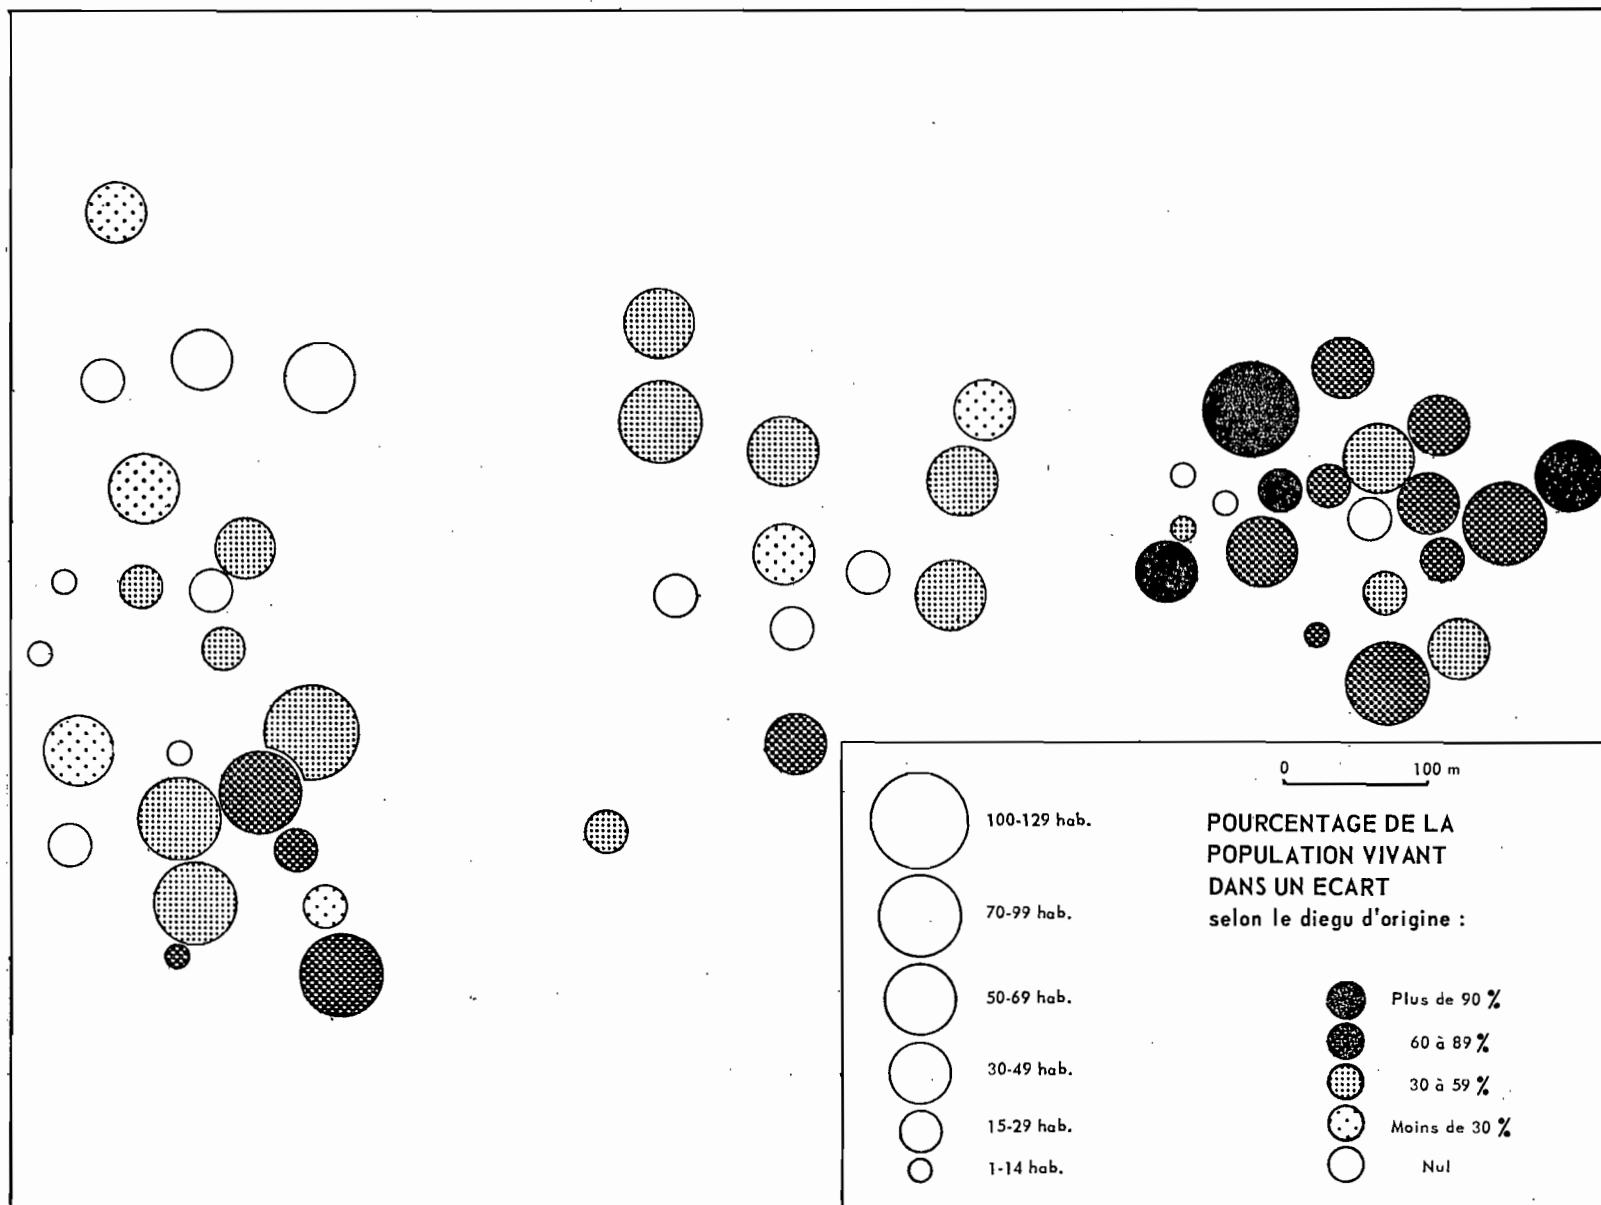 0 100 m
POURCENTAGE DE LA
POPULATION VIVANT
DANS UN ECART
selon le diegu d'origine :
100-129 hab.
70-99 hab.
50-69 hab.
30-49 hab.
15-29 hab.
1-14 hab.
Plus de 90 %
60 à 89 %
30 à 59 %
Moins de 30 %
Nul